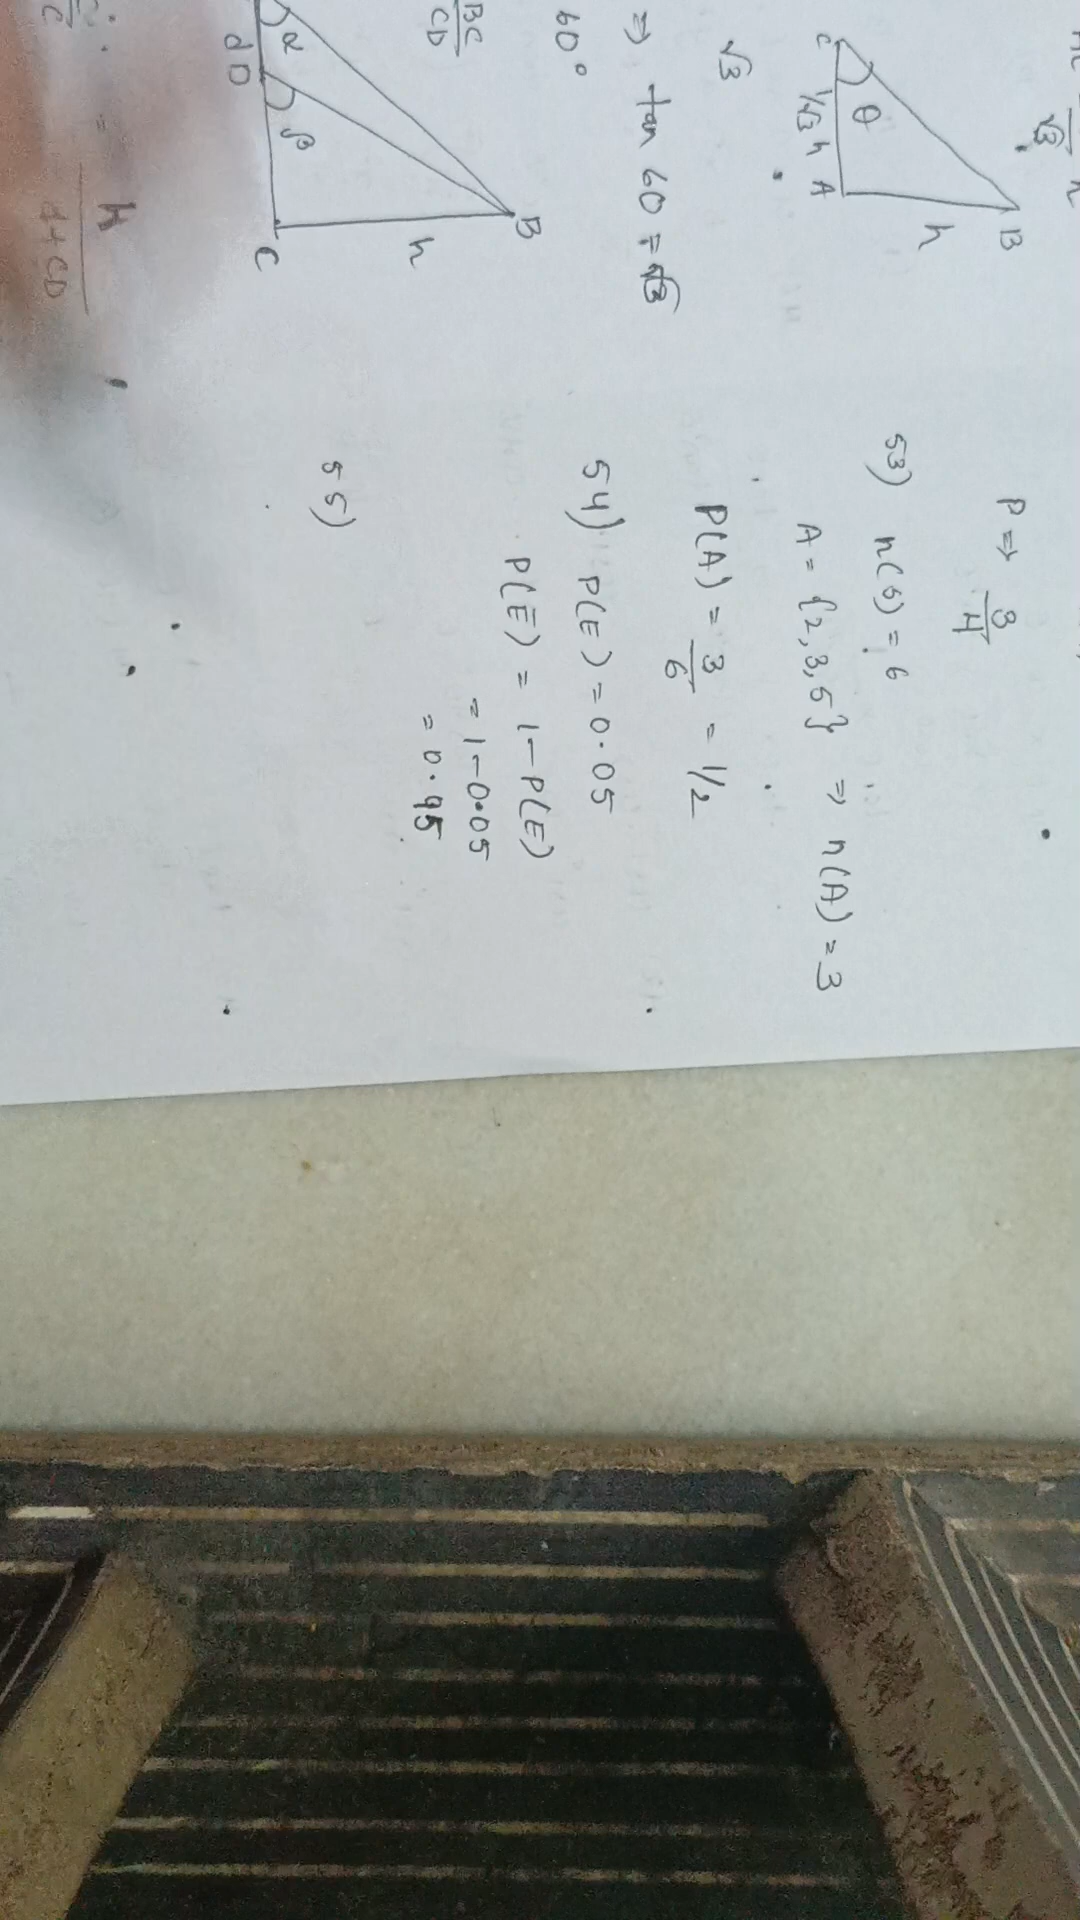 √3
h
C
θ
1/√3 h
A
B
h
√3
⇒ tan 60 = √3
60°
BC
CD
B
α
β
d
D
C
h
= h
d+CD
P ⇒ 3/4
53) n(s) = 6
A = {2, 3, 5} ⇒ n(A) = 3
P(A) = 3/6 = 1/2
54) P(E) = 0.05
P(E̅) = 1 - P(E)
= 1 - 0.05
= 0.95
55)